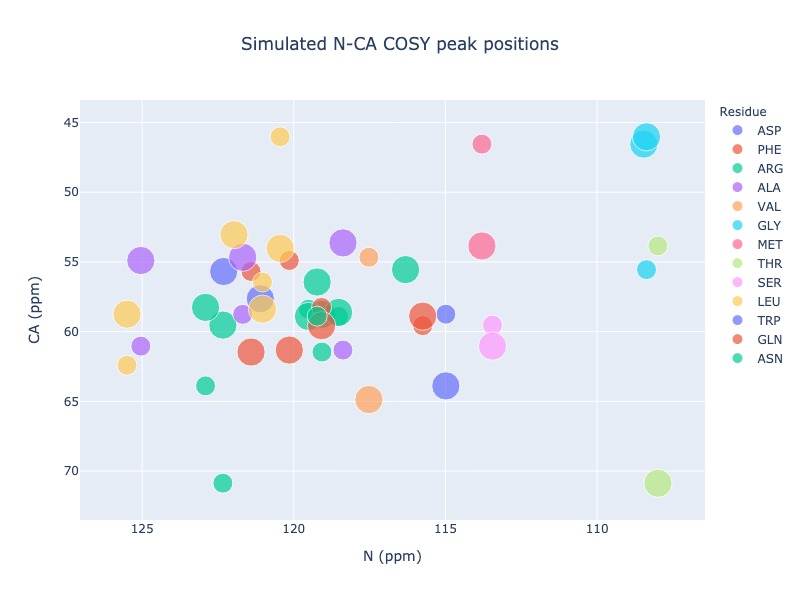 Simulated N-CA COSY peak positions
Residue
ASP
PHE
ARG
ALA
VAL
GLY
MET
THR
SER
LEU
TRP
GLN
ASN
45
50
55
60
65
70
CA (ppm)
125
120
115
110
N (ppm)